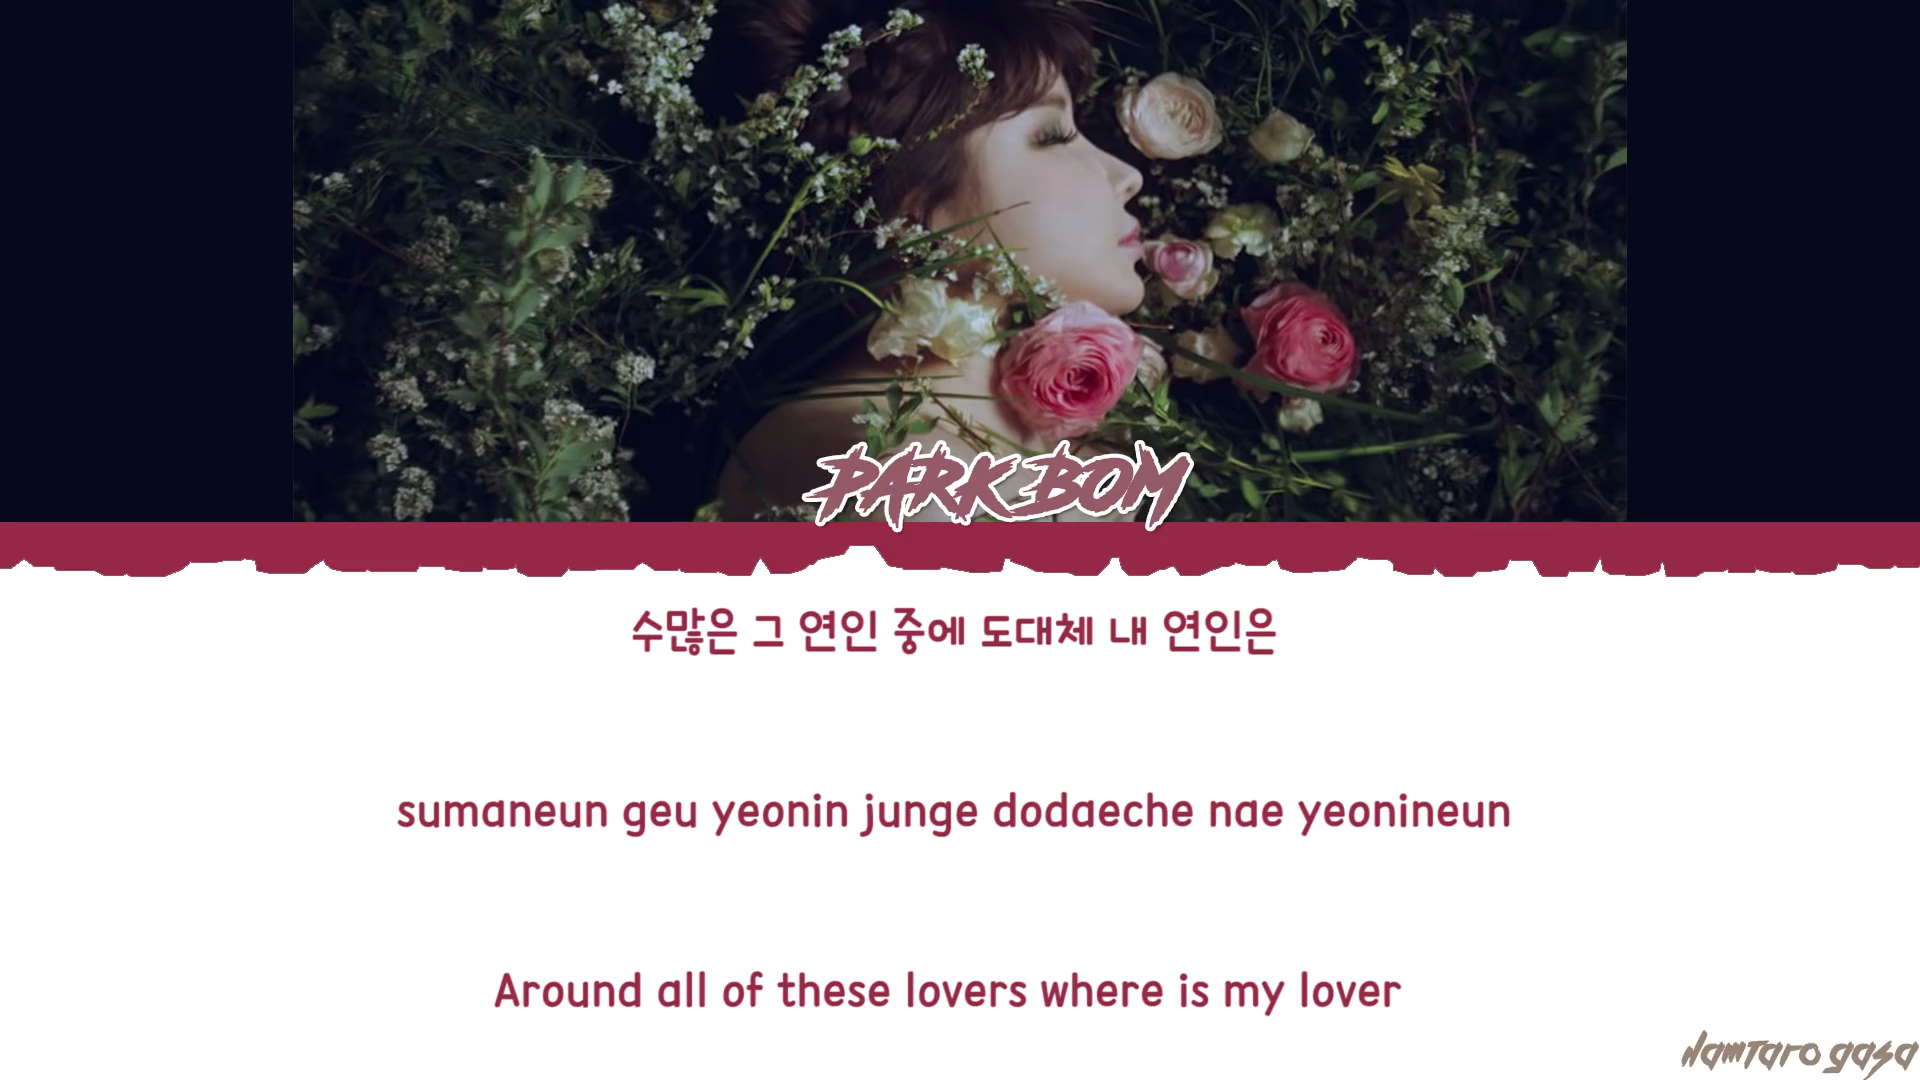 PARK BOM
수많은 그 연인 중에 도대체 내 연인은
sumaneun geu yeonin junge dodaeche nae yeonineun
Around all of these lovers where is my lover
Hamtaro gasa